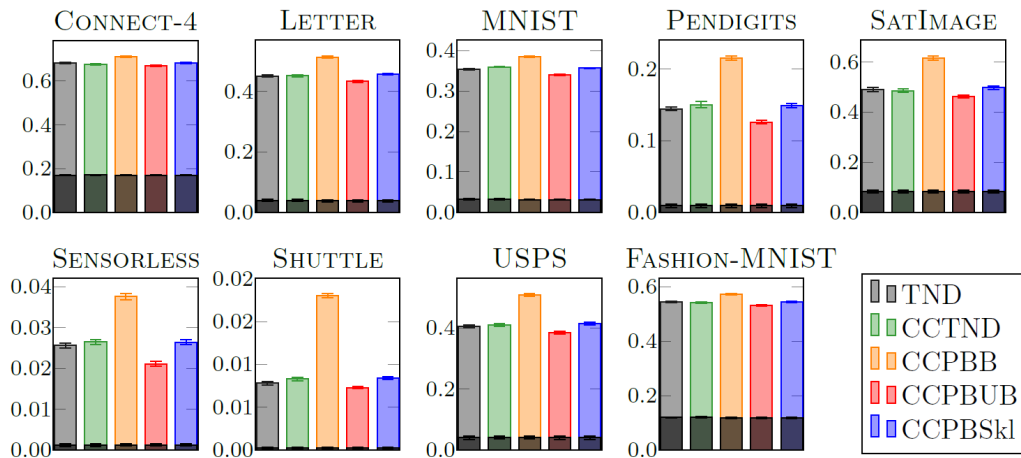 CONNECT-4
0.6
0.4
0.2
0.0
LETTER
0.4
0.2
0.0
MNIST
0.4
0.3
0.2
0.1
0.0
PENDIGITS
0.2
0.1
0.0
SATIMAGE
0.6
0.4
0.2
0.0
SENSORLESS
0.04
0.03
0.02
0.01
0.00
SHUTTLE
0.02
0.02
0.01
0.01
0.0
USPS
0.4
0.2
0.0
FASHION-MNIST
0.6
0.4
0.2
0.0
TND
CCTND
CCPBB
CCPBUB
CCPBSkl